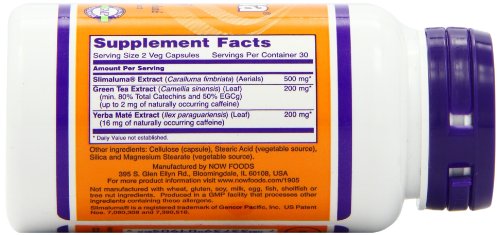 Supplement Facts
Serving Size 2 Veg Capsules Servings Per Container 30
Amount Per Serving
Slimaluma® Extract (Caralluma fimbriata) (Aerials) 500 mg*
Green Tea Extract (Camellia sinensis) (Leaf) 200 mg*
(min. 80% Total Catechins and 50% EGCg)
(up to 2 mg of naturally occurring caffeine)
Yerba Maté Extract (Ilex paraguariensis) (Leaf) 200 mg*
(16 mg of naturally occurring caffeine)
* Daily Value not established.
Other ingredients: Cellulose (capsule), Stearic Acid (vegetable source),
Silica and Magnesium Stearate (vegetable source).
Manufactured by NOW FOODS
395 S. Glen Ellyn Rd., Bloomingdale, IL 60108, USA
For more product information visit www.nowfoods.com/1905
Not manufactured with wheat, gluten, soy, milk, egg, fish, shellfish or
tree nut ingredients. Produced in a GMP facility that processes other
ingredients containing these allergens.
Slimaluma® is a registered trademark of Gencor Pacific, Inc. US Patent
Nos. 7,060,308 and 7,390,510.